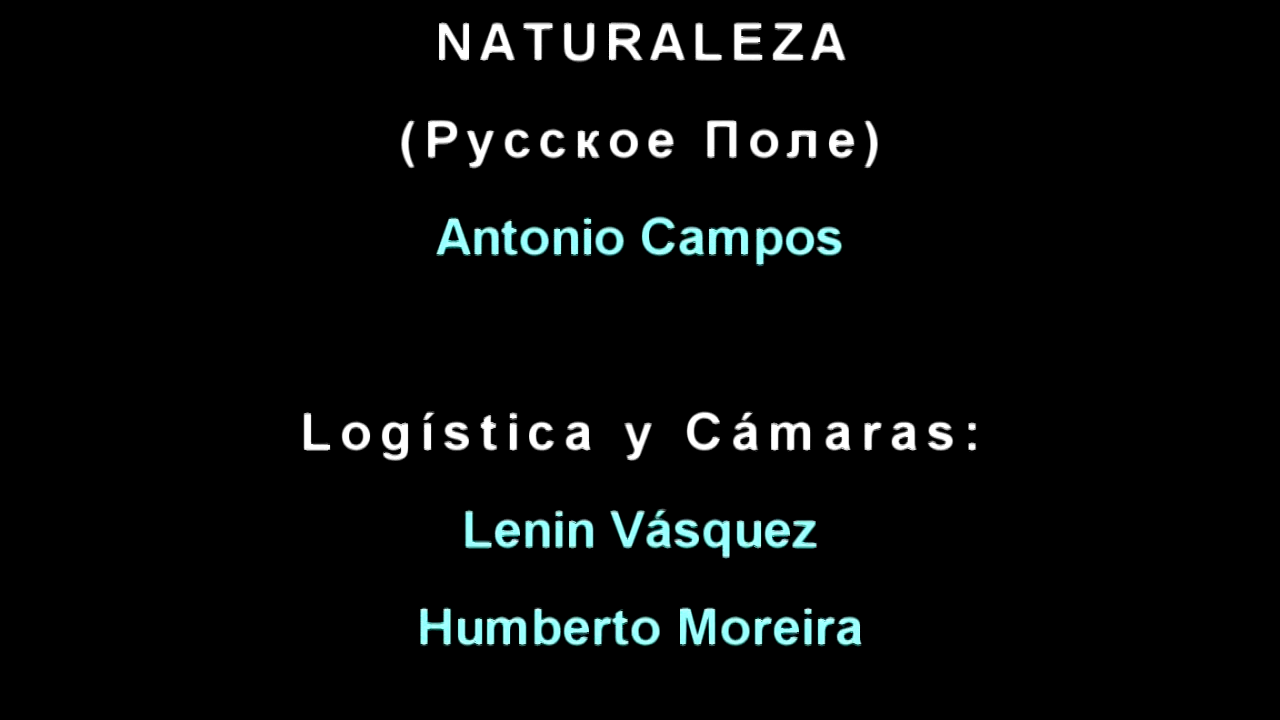 NATURALEZA
(Русское Поле)
Antonio Campos
Logística y Cámaras:
Lenin Vásquez
Humberto Moreira